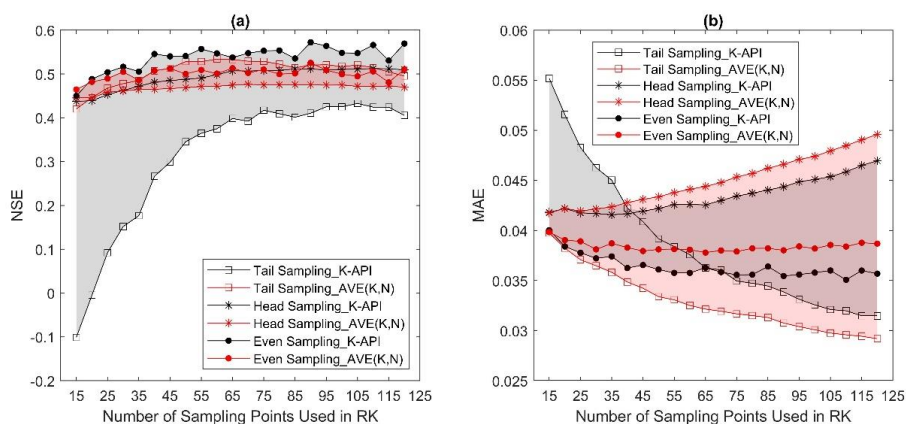 (a)
0.6
0.5
0.4
0.3
0.2
0.1
0
-0.1
-0.2
NSE
Tail Sampling_K-API
Tail Sampling_AVE(K,N)
Head Sampling_K-API
Head Sampling_AVE(K,N)
Even Sampling_K-API
Even Sampling_AVE(K,N)
15 25 35 45 55 65 75 85 95 105 115 125
Number of Sampling Points Used in RK
(b)
0.06
0.055
0.05
0.045
0.04
0.035
0.03
0.025
MAE
Tail Sampling_K-API
Tail Sampling_AVE(K,N)
Head Sampling_K-API
Head Sampling_AVE(K,N)
Even Sampling_K-API
Even Sampling_AVE(K,N)
15 25 35 45 55 65 75 85 95 105 115 125
Number of Sampling Points Used in RK